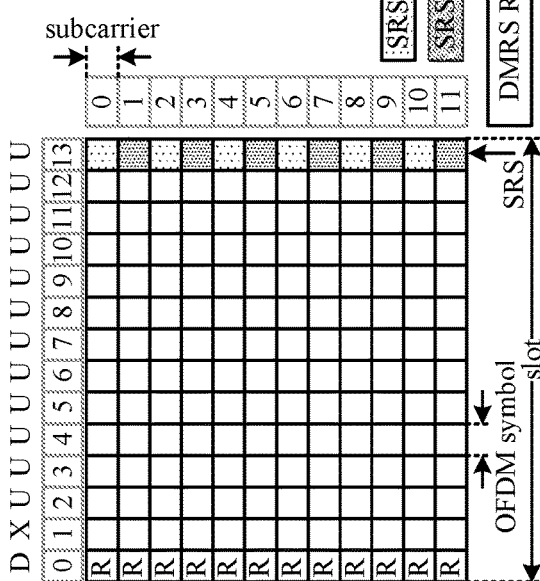 subcarrier
SRS
SRS
DMRS R
0 1 2 3 4 5 6 7 8 9 10 11
D X U U U U U U U U U U U U
0 1 2 3 4 5 6 7 8 9 10 11 12 13
R R R R R R R R R R R R
SRS
OFDM symbol
slot